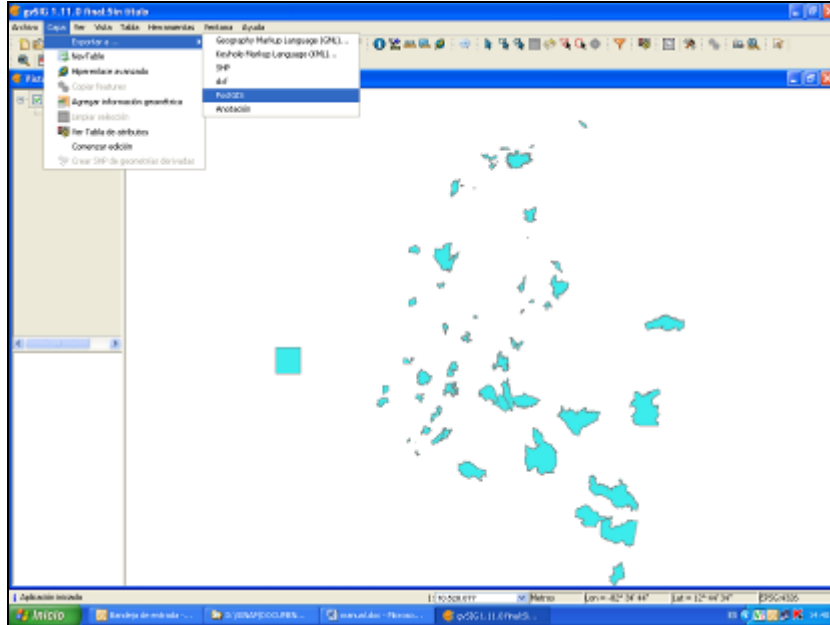 gvSIG 1.11.0 final: Sin título
Archivo Capa Ver Vista Tabla Herramientas Ventana Ayuda
Exportar a ...
NavTable
Hiperenlace avanzado
Copiar features
Agregar información geométrica
Limpiar selección
Ver Tabla de atributos
Comenzar edición
Crear SHP de geometrías derivadas
Geography Markup Language (GML)...
Keyhole Markup Language (KML)...
SHP
dxf
PostGIS
Anotación
Aplicación iniciada
Metros
EPSG:4326
Inicio
Bandeja de entrada -...
manual.doc - Microso...